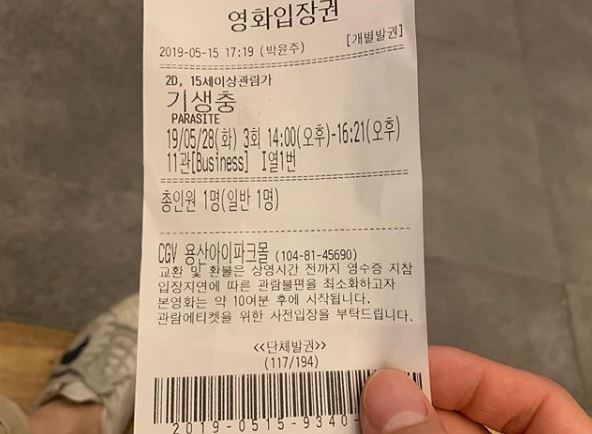 영화입장권
[개별발권]
2019-05-15 17:19 (박윤주)
2D, 15세이상관람가
기생충
PARASITE
19/05/28(화) 3회 14:00(오후)-16:21(오후)
11관[Business] I열1번
총인원 1명(일반 1명)
CGV 용산아이파크몰 (104-81-45690)
교환 및 환불은 상영시간 전까지 영수증 지참
입장지연에 따른 관람불편을 최소화하고자
본영화는 약 10여분 후에 시작됩니다.
관람에티켓을 위한 사전입장을 부탁드립니다.
<<단체발권>>
(117/194)
2019-0515-9340-